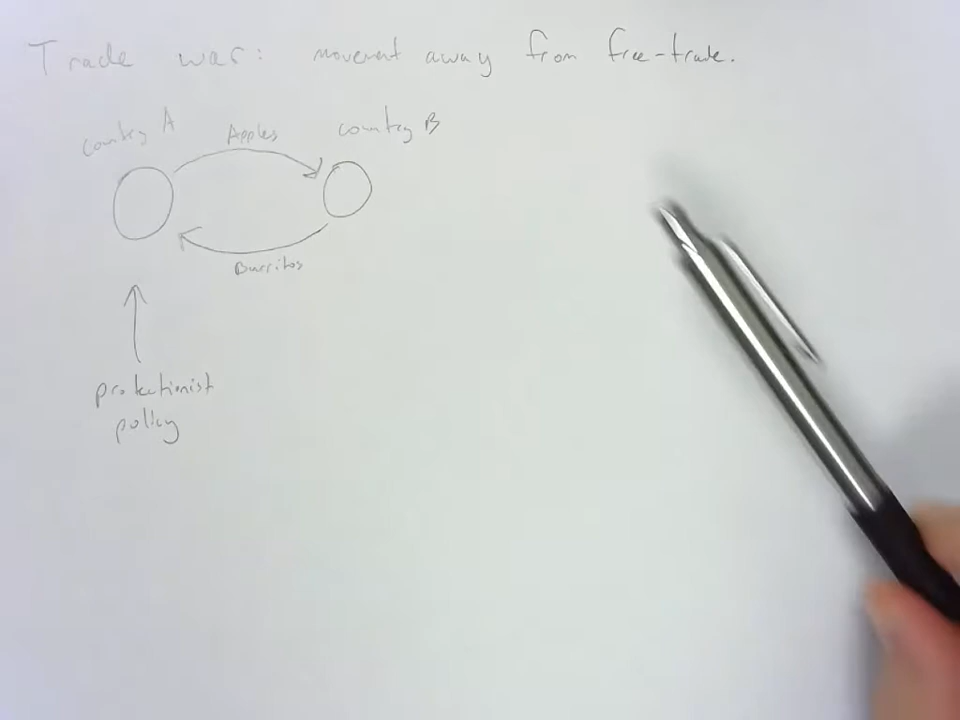 Trade war: movement away from free-trade.
country A
Apples
country B
Burritos
protectionist
policy